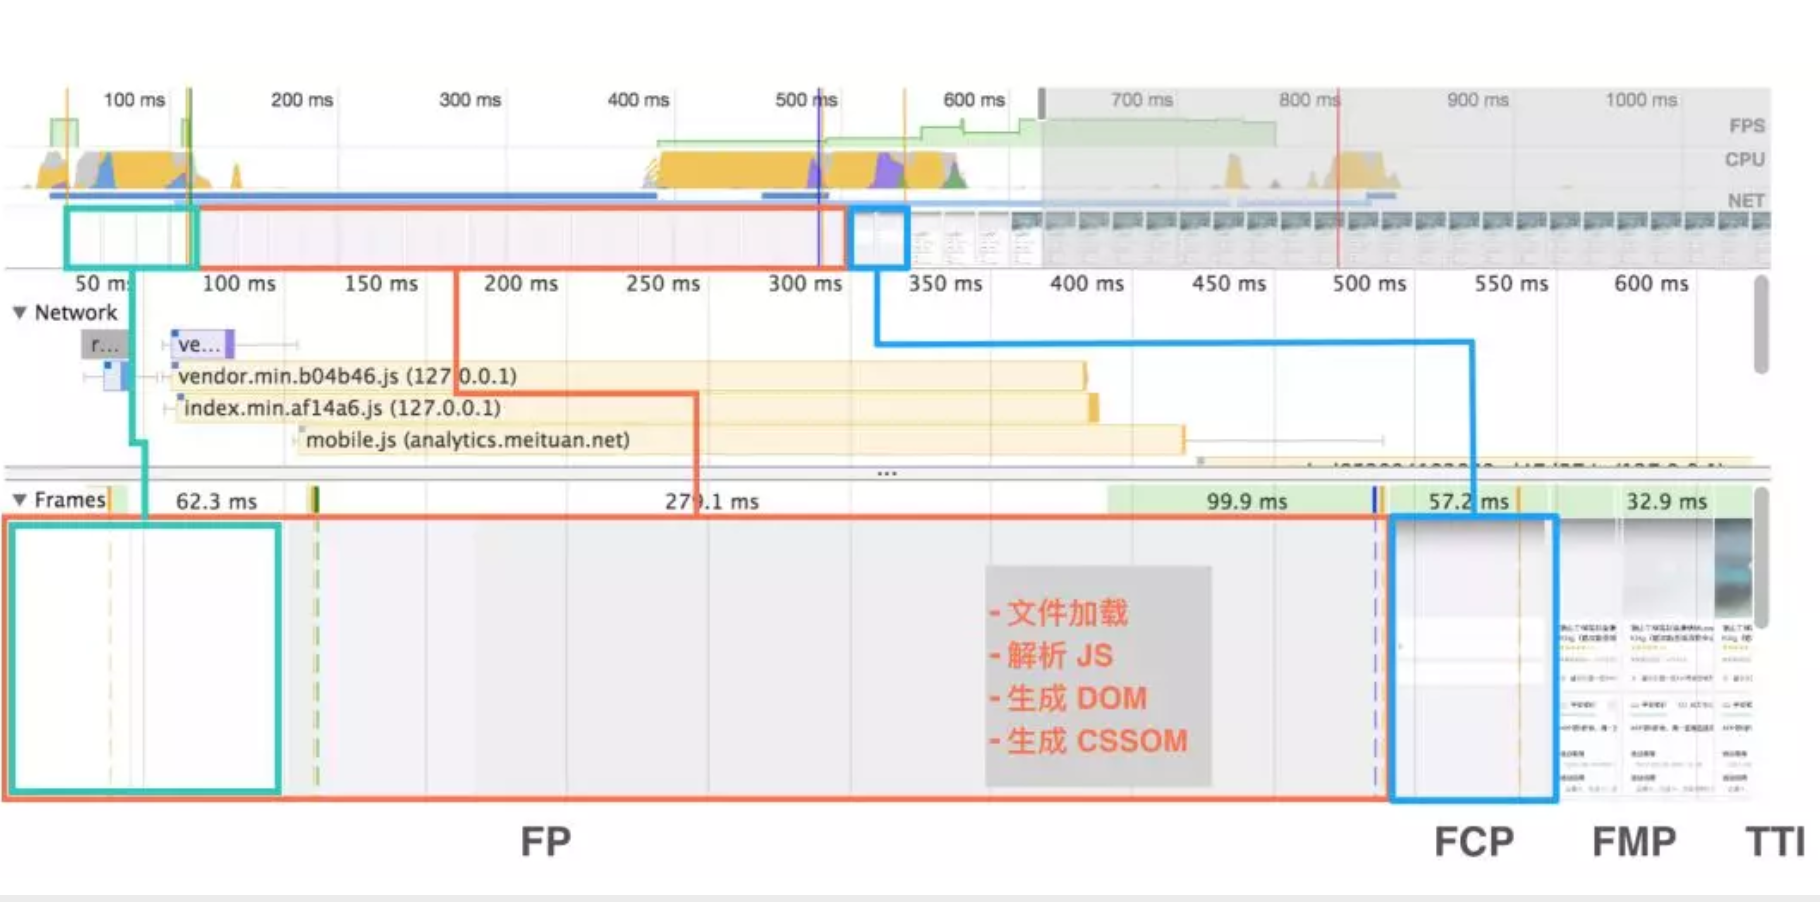 100 ms 200 ms 300 ms 400 ms 500 ms 600 ms 700 ms 800 ms 900 ms 1000 ms
FPS
CPU
NET
50 ms 100 ms 150 ms 200 ms 250 ms 300 ms 350 ms 400 ms 450 ms 500 ms 550 ms 600 ms
▼ Network
r... ve...
vendor.min.b04b46.js (127.0.0.1)
index.min.af14a6.js (127.0.0.1)
mobile.js (analytics.meituan.net)
...
▼ Frames 62.3 ms 279.1 ms 99.9 ms 57.2 ms 32.9 ms
- 文件加载
- 解析 JS
- 生成 DOM
- 生成 CSSOM
FP FCP FMP TTI